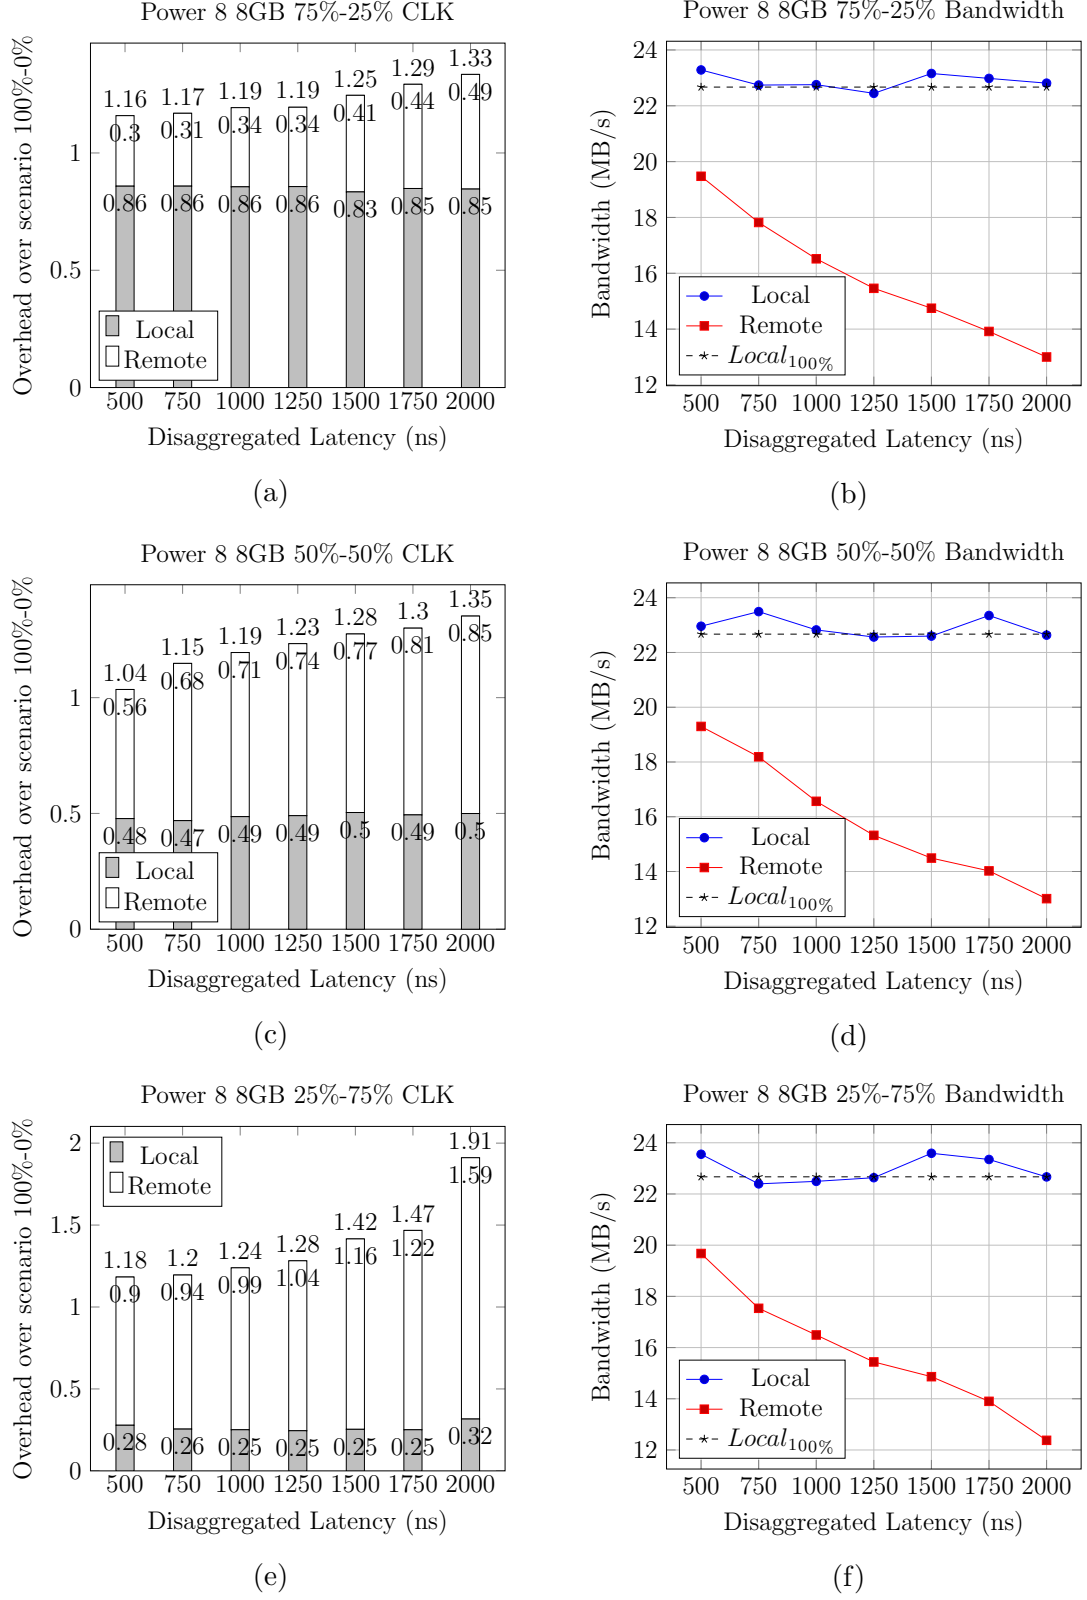 Power 8 8GB 75%-25% CLK
Overhead over scenario 100%-0%
1
0.5
0
1.16 1.17 1.19 1.19 1.25 1.29 1.33
0.3 0.31 0.34 0.34 0.41 0.44 0.49
0.86 0.86 0.86 0.86 0.83 0.85 0.85
Local
Remote
500 750 1000 1250 1500 1750 2000
Disaggregated Latency (ns)
(a)
Power 8 8GB 75%-25% Bandwidth
Bandwidth (MB/s)
24
22
20
18
16
14
12
Local
Remote
Local100%
500 750 1000 1250 1500 1750 2000
Disaggregated Latency (ns)
(b)
Power 8 8GB 50%-50% CLK
Overhead over scenario 100%-0%
1
0.5
0
1.04 1.15 1.19 1.23 1.28 1.3 1.35
0.56 0.68 0.71 0.74 0.77 0.81 0.85
0.48 0.47 0.49 0.49 0.5 0.49 0.5
Local
Remote
500 750 1000 1250 1500 1750 2000
Disaggregated Latency (ns)
(c)
Power 8 8GB 50%-50% Bandwidth
Bandwidth (MB/s)
24
22
20
18
16
14
12
Local
Remote
Local100%
500 750 1000 1250 1500 1750 2000
Disaggregated Latency (ns)
(d)
Power 8 8GB 25%-75% CLK
Overhead over scenario 100%-0%
2
1.5
1
0.5
0
Local
Remote
1.18 1.2 1.24 1.28 1.42 1.47 1.91
0.9 0.94 0.99 1.04 1.16 1.22 1.59
0.28 0.26 0.25 0.25 0.25 0.25 0.32
500 750 1000 1250 1500 1750 2000
Disaggregated Latency (ns)
(e)
Power 8 8GB 25%-75% Bandwidth
Bandwidth (MB/s)
24
22
20
18
16
14
12
Local
Remote
Local100%
500 750 1000 1250 1500 1750 2000
Disaggregated Latency (ns)
(f)